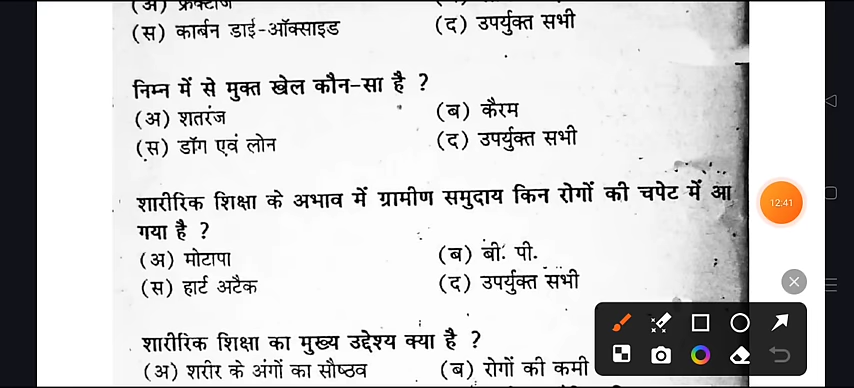 (स) कार्बन डाई-ऑक्साइड (द) उपर्युक्त सभी
निम्न में से मुक्त खेल कौन-सा है ?
(अ) शतरंज (ब) कैरम
(स) डॉग एवं लोन (द) उपर्युक्त सभी
शारीरिक शिक्षा के अभाव में ग्रामीण समुदाय किन रोगों की चपेट में आ
गया है ?
(अ) मोटापा (ब) बी. पी.
(स) हार्ट अटैक (द) उपर्युक्त सभी
शारीरिक शिक्षा का मुख्य उद्देश्य क्या है ?
(अ) शरीर के अंगों का सौष्ठव (ब) रोगों की कमी
12:41